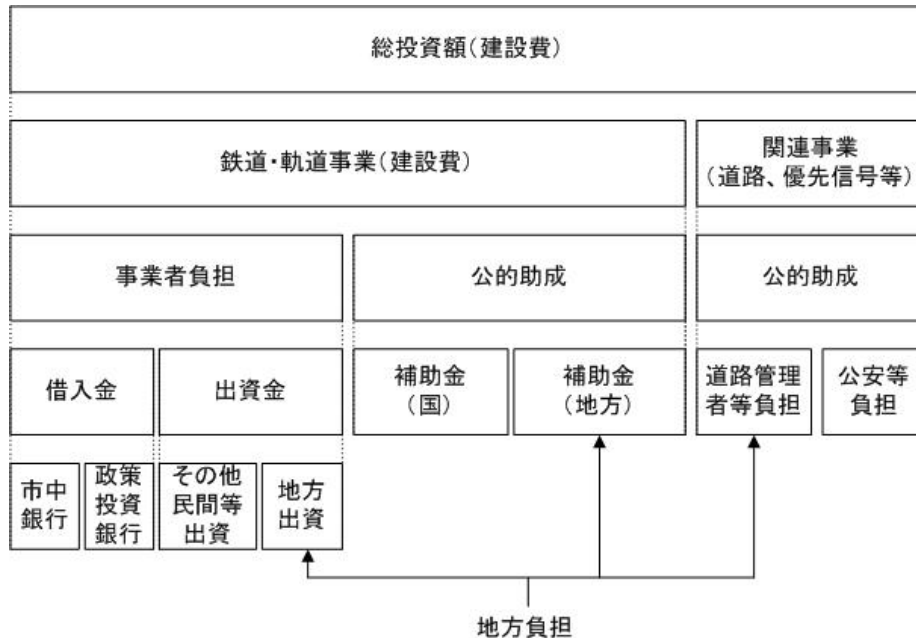 総投資額(建設費)
鉄道・軌道事業(建設費)
関連事業
(道路、優先信号等)
事業者負担
公的助成
公的助成
借入金
出資金
補助金
(国)
補助金
(地方)
道路管理
者等負担
公安等
負担
市中
銀行
政策
投資
銀行
その他
民間等
出資
地方
出資
地方負担